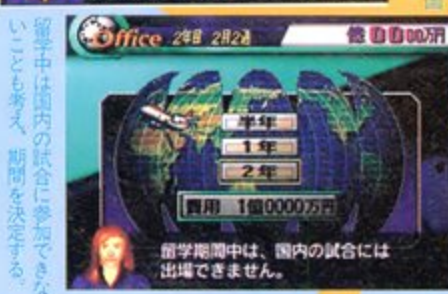 Office 2年目 2月2週
億0000万円
半年
1年
2年
費用 1億0000万円
留学期間中は、国内の試合には
出場できません。
留学中は国内の試合に参加できな
いことも考え、期間を決定する。